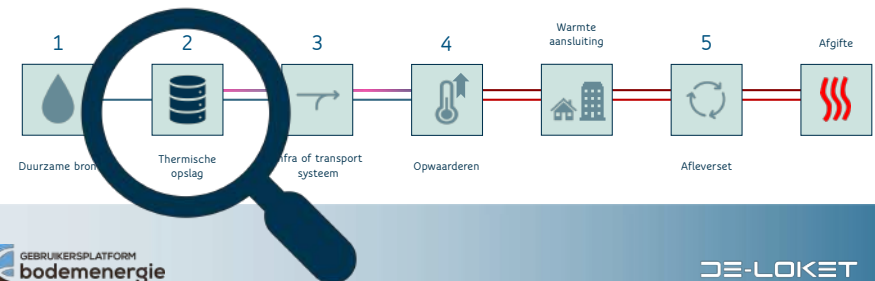 1
2
3
4
Warmte
aansluiting
5
Afgifte
Duurzame bron
Thermische
opslag
nfra of transport
systeem
Opwaarderen
Afleverset
GEBRUIKERSPLATFORM
bodemenergie
DE-LOKET